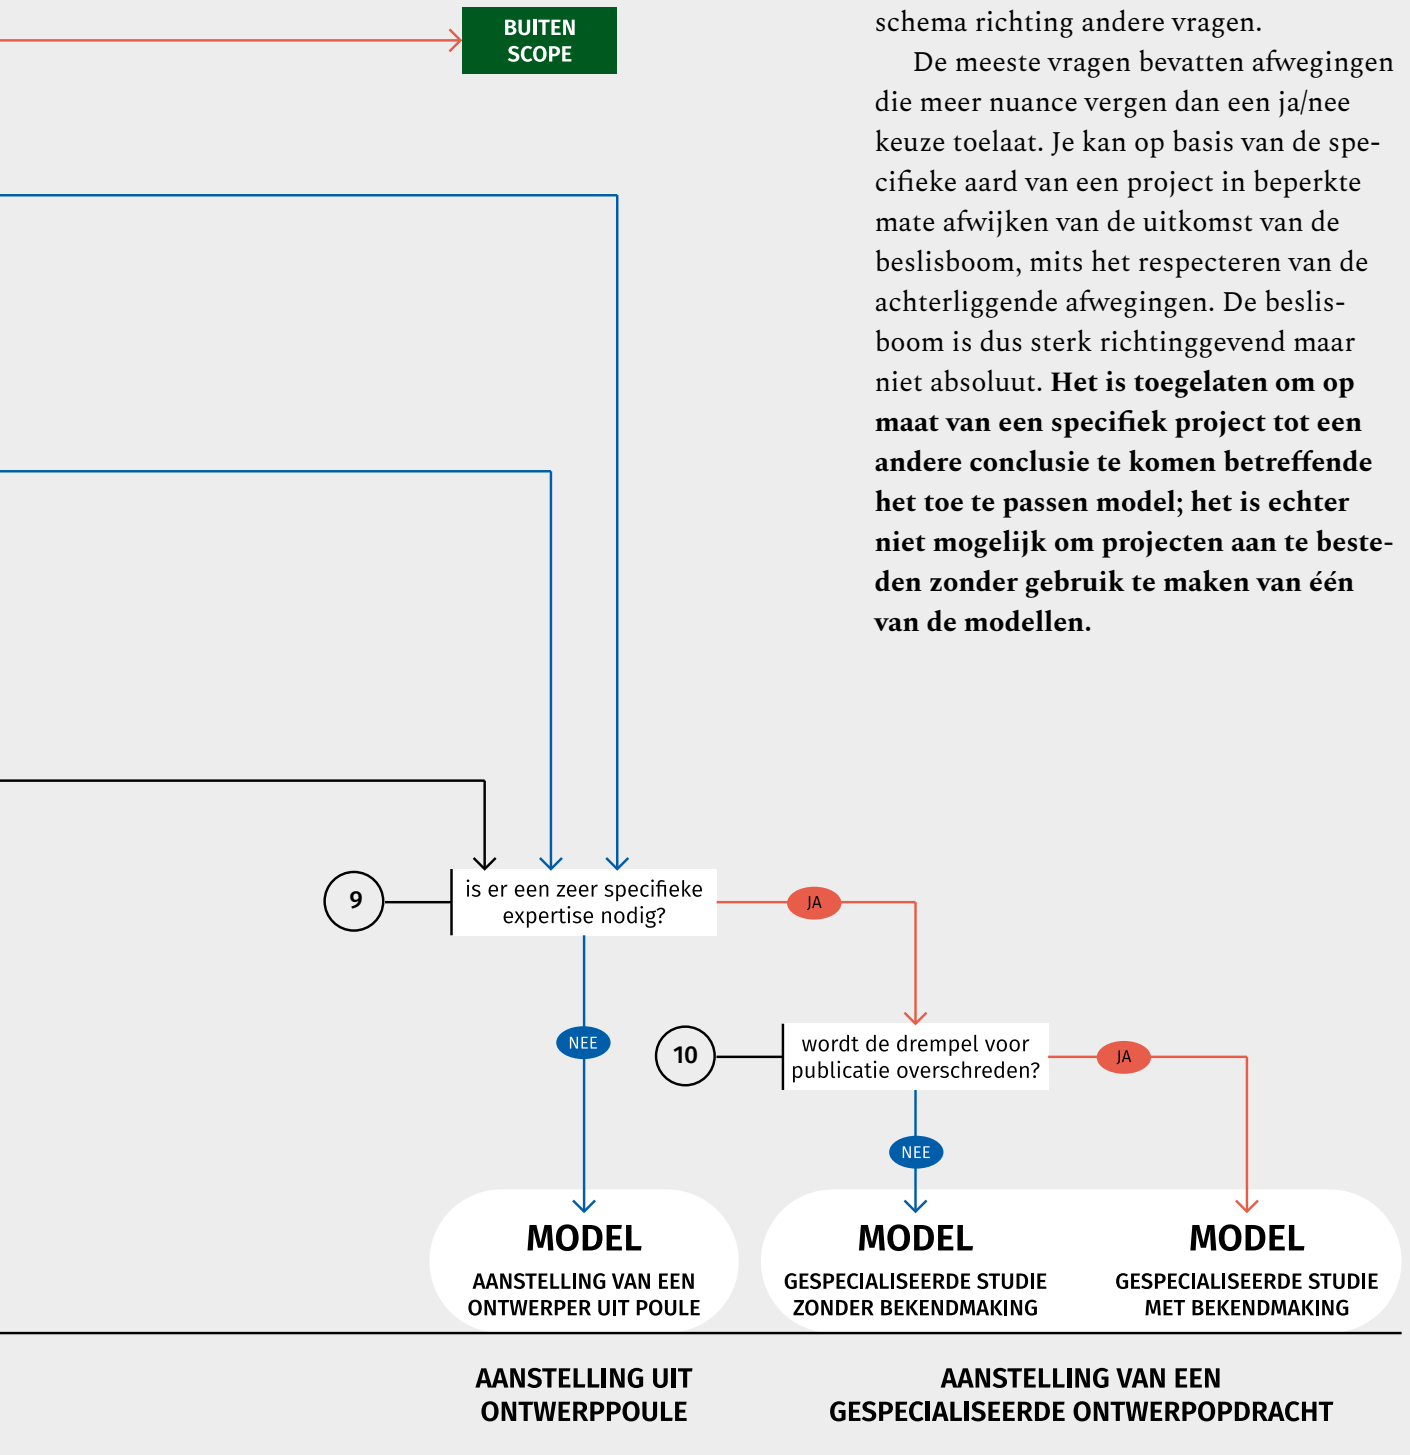 BUITEN
SCOPE
schema richting andere vragen.
De meeste vragen bevatten afwegingen
die meer nuance vergen dan een ja/nee
keuze toelaat. Je kan op basis van de spe-
cifieke aard van een project in beperkte
mate afwijken van de uitkomst van de
beslisboom, mits het respecteren van de
achterliggende afwegingen. De beslis-
boom is dus sterk richtinggevend maar
niet absoluut. Het is toegelaten om op
maat van een specifiek project tot een
andere conclusie te komen betreffende
het toe te passen model; het is echter
niet mogelijk om projecten aan te beste-
den zonder gebruik te maken van één
van de modellen.
9
is er een zeer specifieke
expertise nodig?
JA
NEE
10
wordt de drempel voor
publicatie overschreden?
JA
NEE
MODEL
AANSTELLING VAN EEN
ONTWERPER UIT POULE
MODEL
GESPECIALISEERDE STUDIE
ZONDER BEKENDMAKING
MODEL
GESPECIALISEERDE STUDIE
MET BEKENDMAKING
AANSTELLING UIT
ONTWERPPOULE
AANSTELLING VAN EEN
GESPECIALISEERDE ONTWERPOPDRACHT